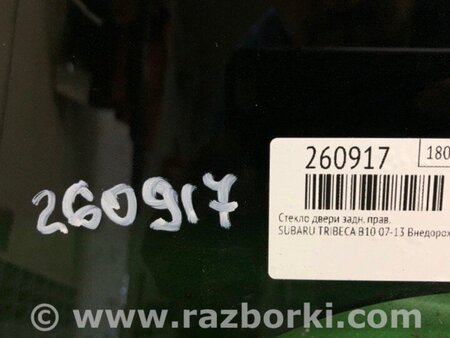 260917
260917
180
Стекло двери задн. прав.
SUBARU TRIBECA B10 07-13 Внедорож
© www.razborki.com